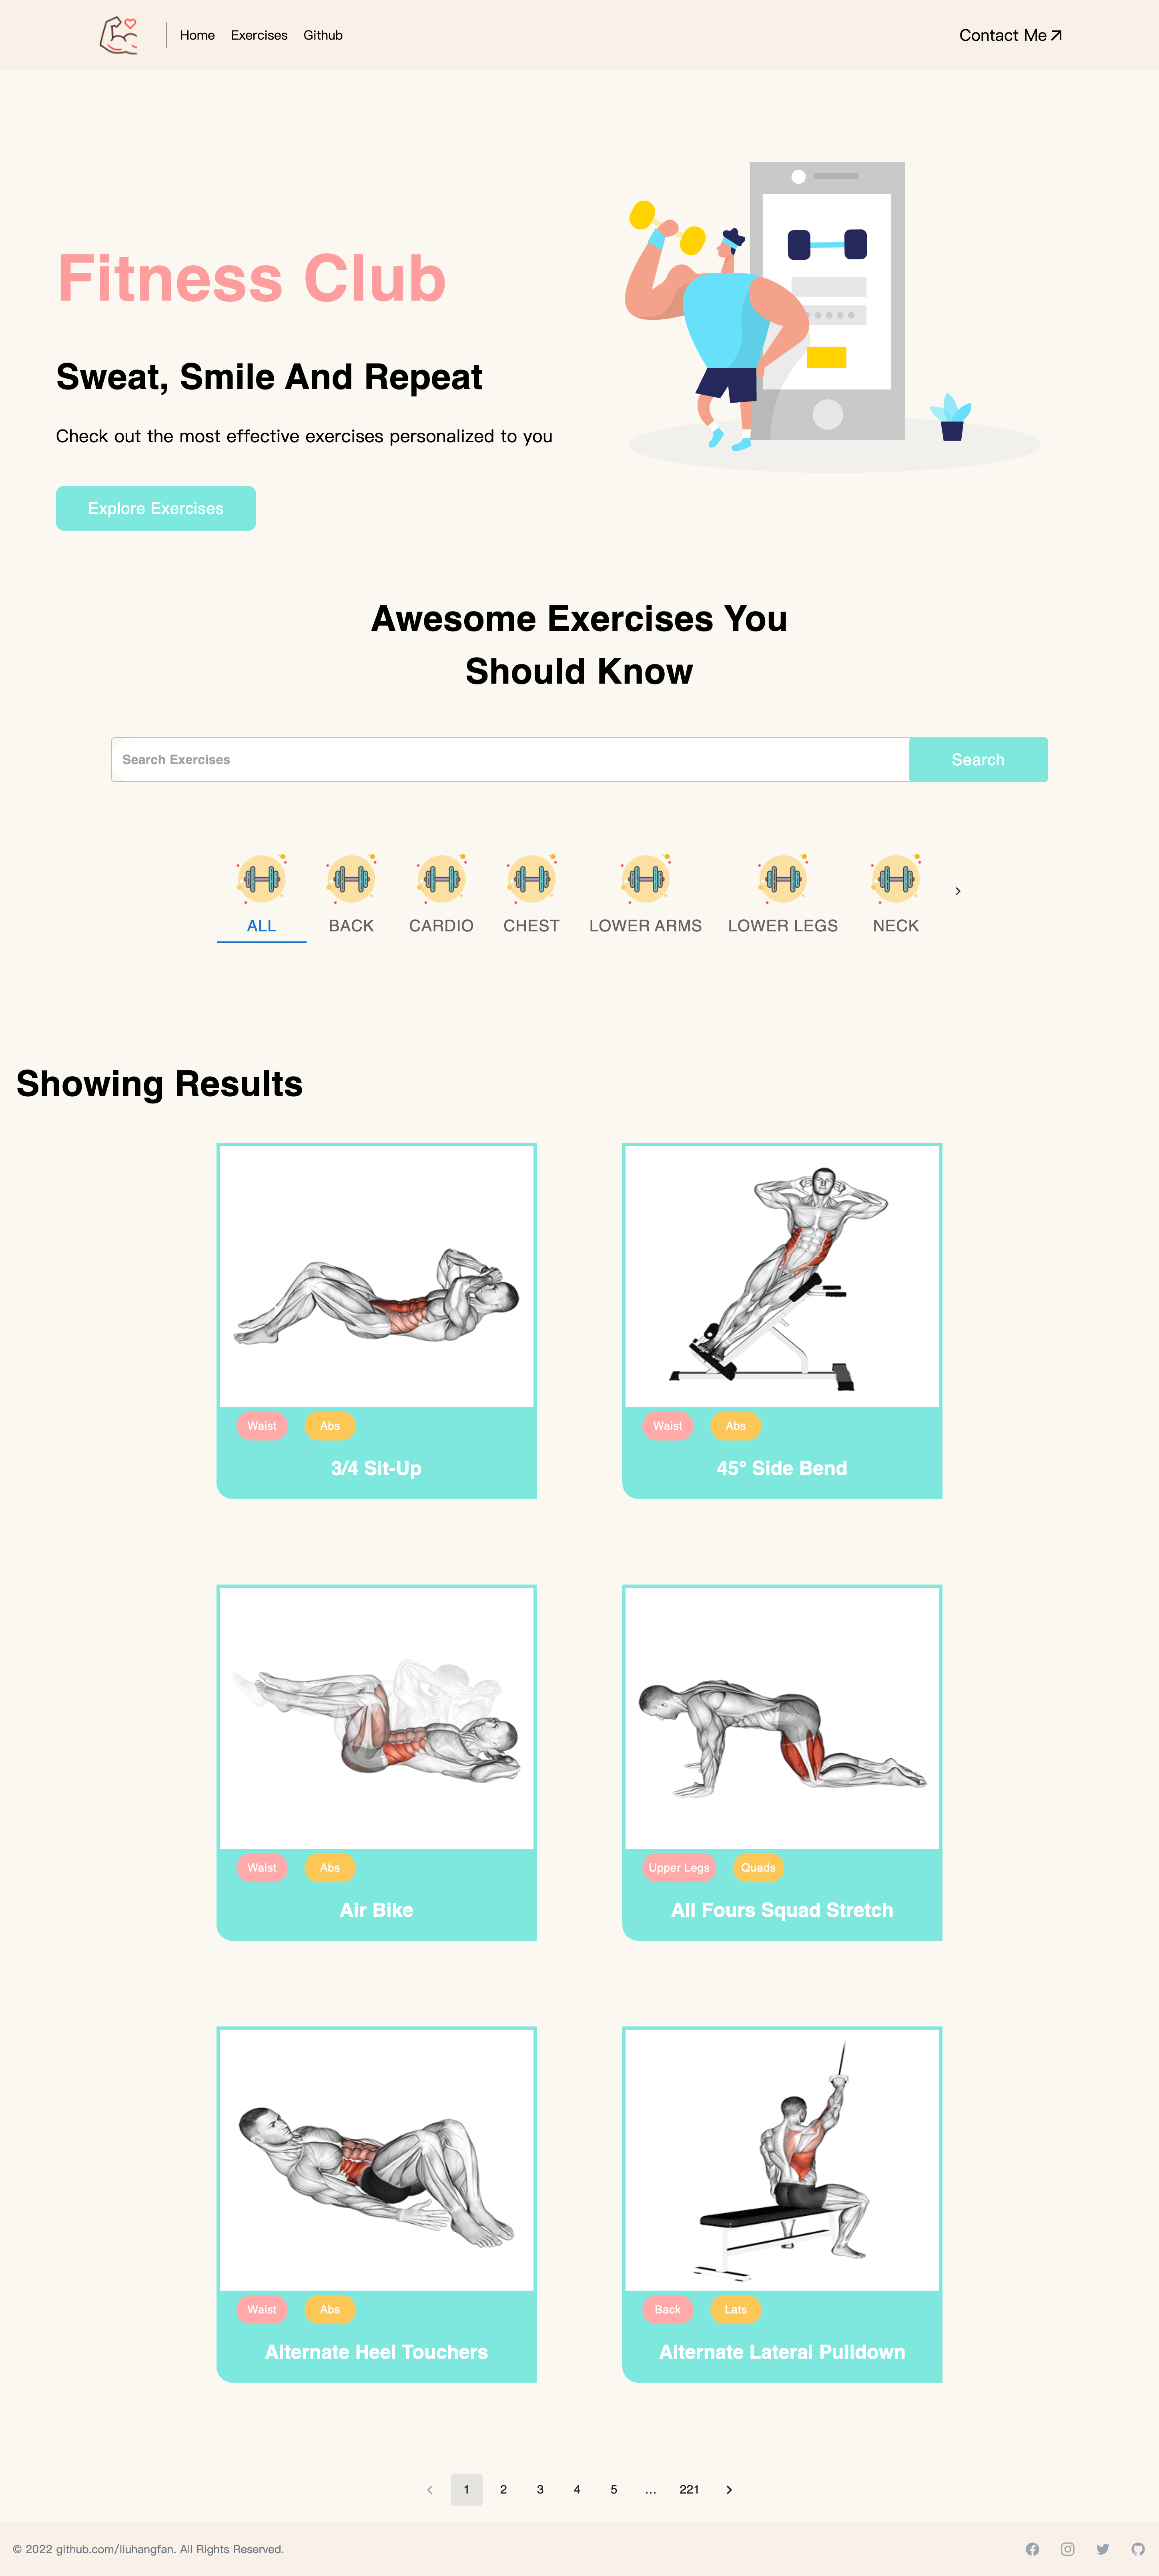 Home Exercises Github
Contact Me
Fitness Club
Sweat, Smile And Repeat
Check out the most effective exercises personalized to you
Explore Exercises
Awesome Exercises You
Should Know
Search Exercises
Search
ALL BACK CARDIO CHEST LOWER ARMS LOWER LEGS NECK
Showing Results
Waist Abs
3/4 Sit-Up
Waist Abs
45° Side Bend
Waist Abs
Air Bike
Upper Legs Quads
All Fours Squad Stretch
Waist Abs
Alternate Heel Touchers
Back Lats
Alternate Lateral Pulldown
1 2 3 4 5 … 221
© 2022 github.com/liuhangfan. All Rights Reserved.